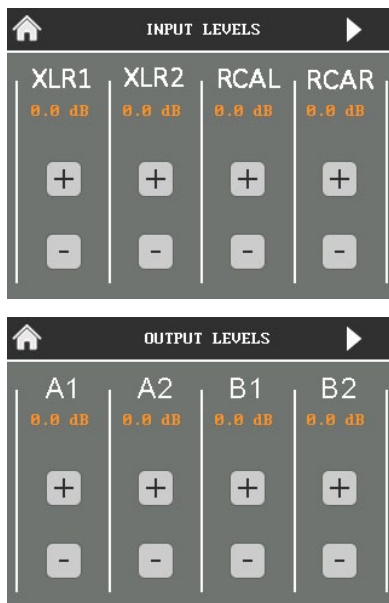 INPUT LEVELS
XLR1 XLR2 RCAL RCAR
0.0 dB 0.0 dB 0.0 dB 0.0 dB
+ + + +
- - - -
OUTPUT LEVELS
A1 A2 B1 B2
0.0 dB 0.0 dB 0.0 dB 0.0 dB
+ + + +
- - - -